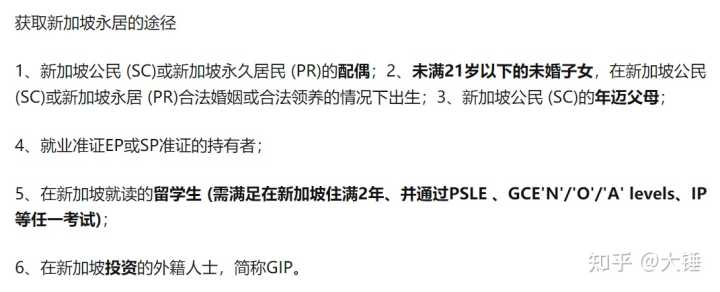 获取新加坡永居的途径
1、新加坡公民 (SC)或新加坡永久居民 (PR)的配偶；2、未满21岁以下的未婚子女，在新加坡公民
(SC)或新加坡永居 (PR)合法婚姻或合法领养的情况下出生；3、新加坡公民 (SC)的年迈父母；
4、就业准证EP或SP准证的持有者；
5、在新加坡就读的留学生 (需满足在新加坡住满2年、并通过PSLE 、GCE'N'/'O'/'A' levels、IP
等任一考试)；
6、在新加坡投资的外籍人士，简称GIP。
知乎 @大锤